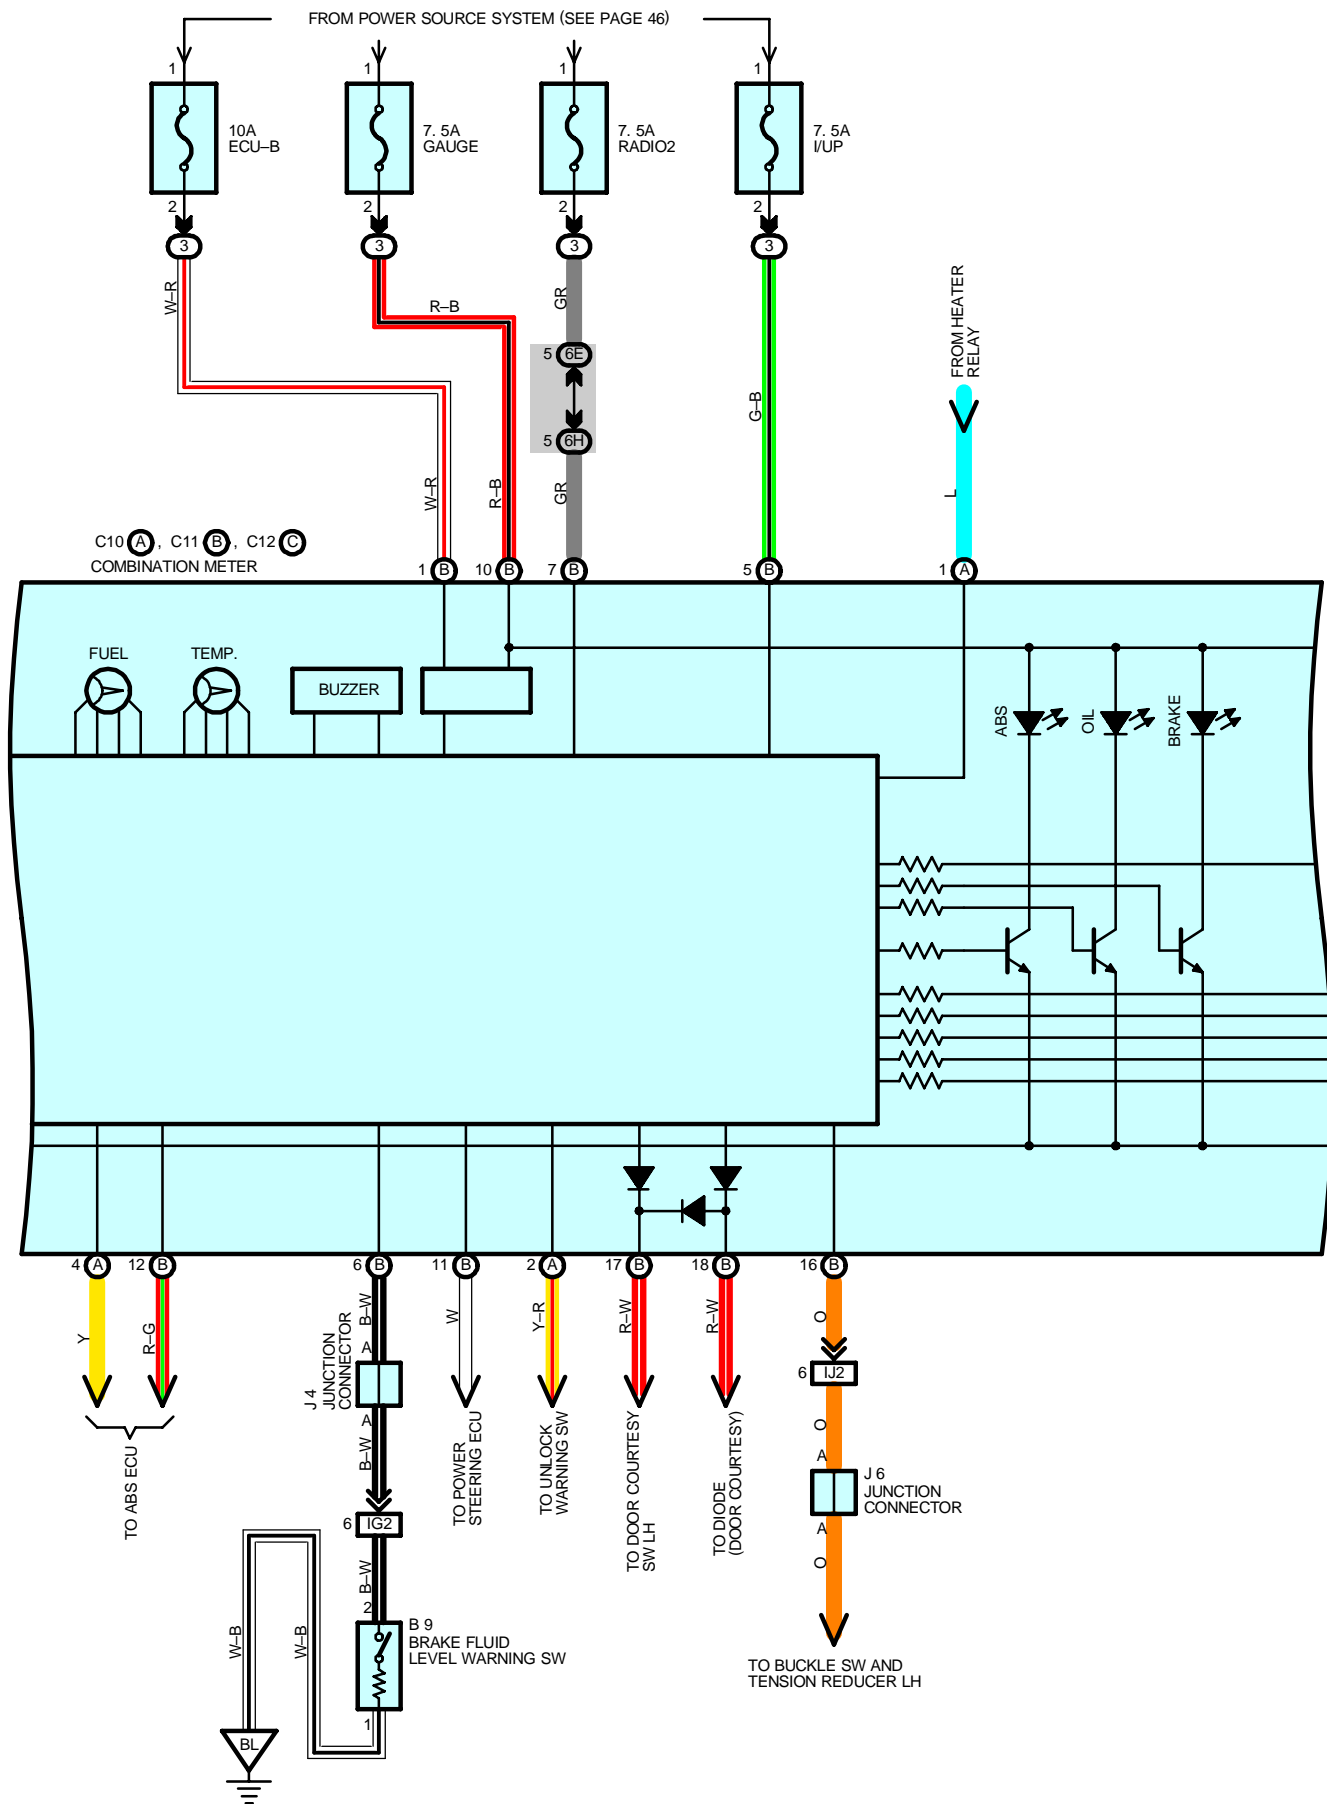 FROM POWER SOURCE SYSTEM (SEE PAGE 46)
1
1
1
1
10A
ECU–B
7. 5A
GAUGE
7. 5A
RADIO2
7. 5A
I/UP
2
2
2
2
3
3
3
3
W–R
R–B
GR
G–B
FROM HEATER
RELAY
5 6E
5 6H
W–R
R–B
GR
L
C10 A , C11 B , C12 C
COMBINATION METER
1 B
10 B
7 B
5 B
1 A
FUEL
TEMP.
BUZZER
ABS
OIL
BRAKE
4 A
12 B
6 B
11 B
2 A
17 B
18 B
16 B
Y
R–G
B–W
W
Y–R
R–W
R–W
O
A
J 4
JUNCTION
CONNECTOR
6 IJ2
A
B–W
O
A
TO ABS ECU
TO POWER
STEERING ECU
TO UNLOCK
WARNING SW
TO DOOR COURTESY
SW LH
TO DIODE
(DOOR COURTESY)
J 6
JUNCTION
CONNECTOR
6 IG2
A
O
B–W
2
B 9
BRAKE FLUID
LEVEL WARNING SW
W–B
W–B
1
TO BUCKLE SW AND
TENSION REDUCER LH
BL